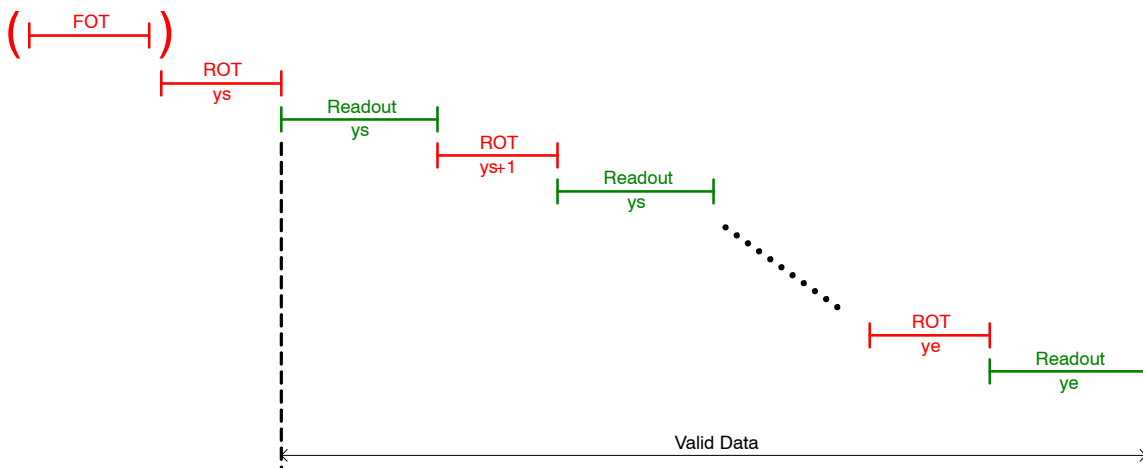 ( FOT )
ROT
ys
Readout
ys
ROT
ys+1
Readout
ys
ROT
ye
Readout
ye
Valid Data